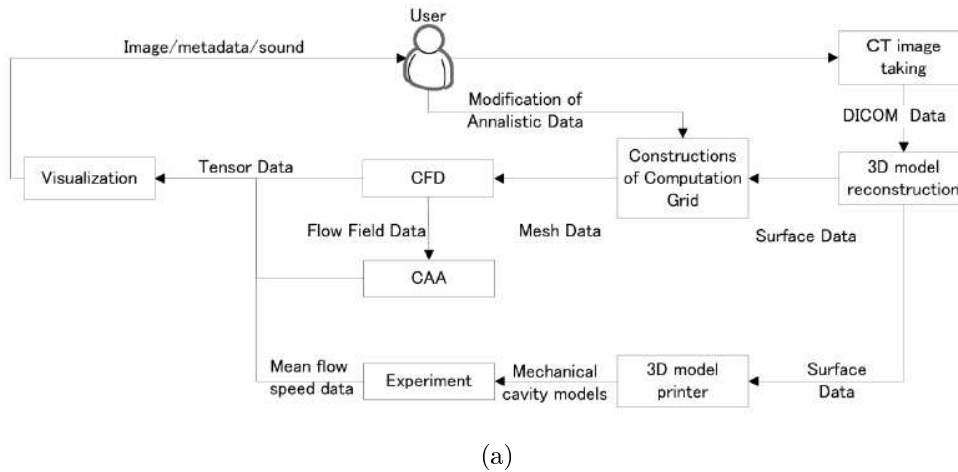 User
Image/metadata/sound
CT image
taking
Modification of
Annalistic Data
DICOM Data
Visualization
Tensor Data
CFD
Constructions
of Computation
Grid
3D model
reconstruction
Flow Field Data
Mesh Data
Surface Data
CAA
Mean flow
speed data
Experiment
Mechanical
cavity models
3D model
printer
Surface
Data
(a)